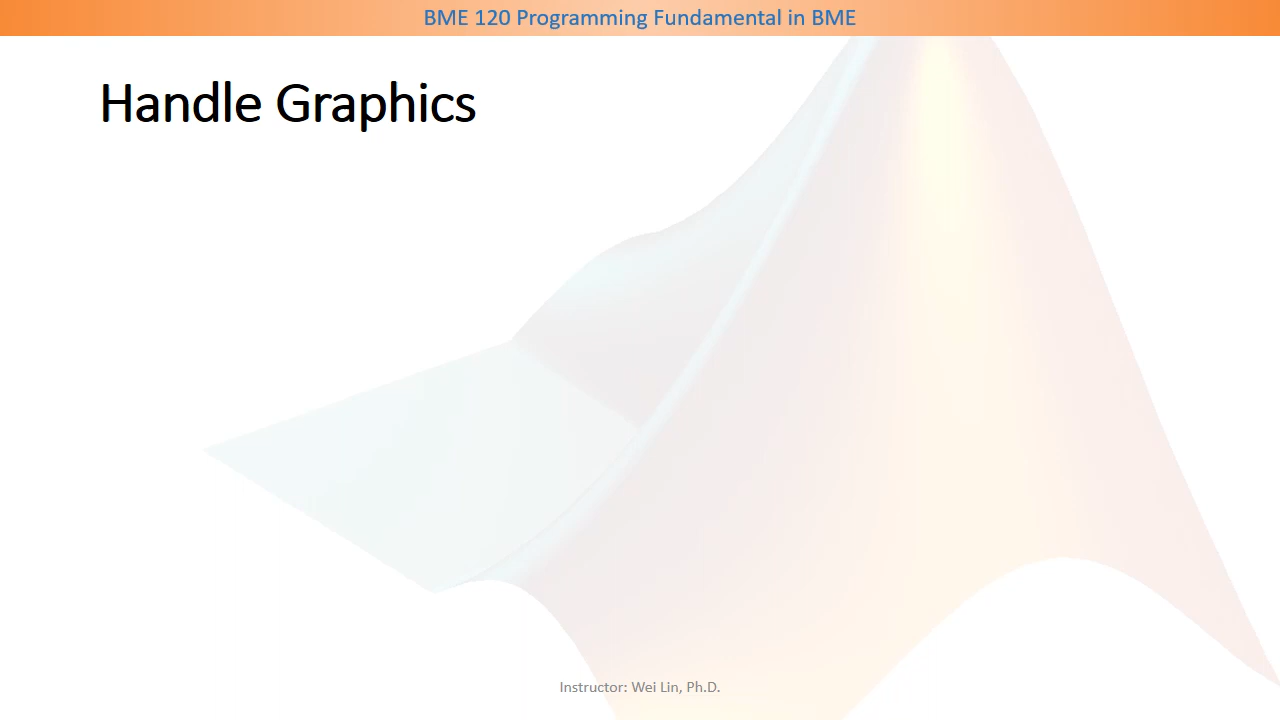 BME 120 Programming Fundamental in BME
Handle Graphics
Instructor: Wei Lin, Ph.D.